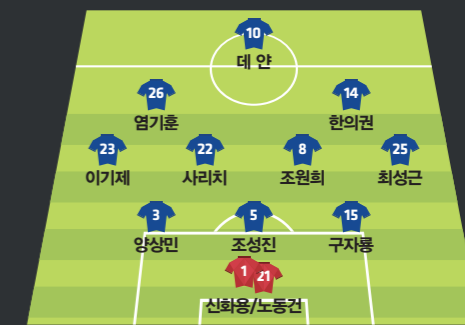 10
데 얀
26 14
염기훈 한의권
23 22 8 25
이기제 사리치 조원희 최성근
3 5 15
양상민 조성진 구자룡
1 21
신화용/노동건